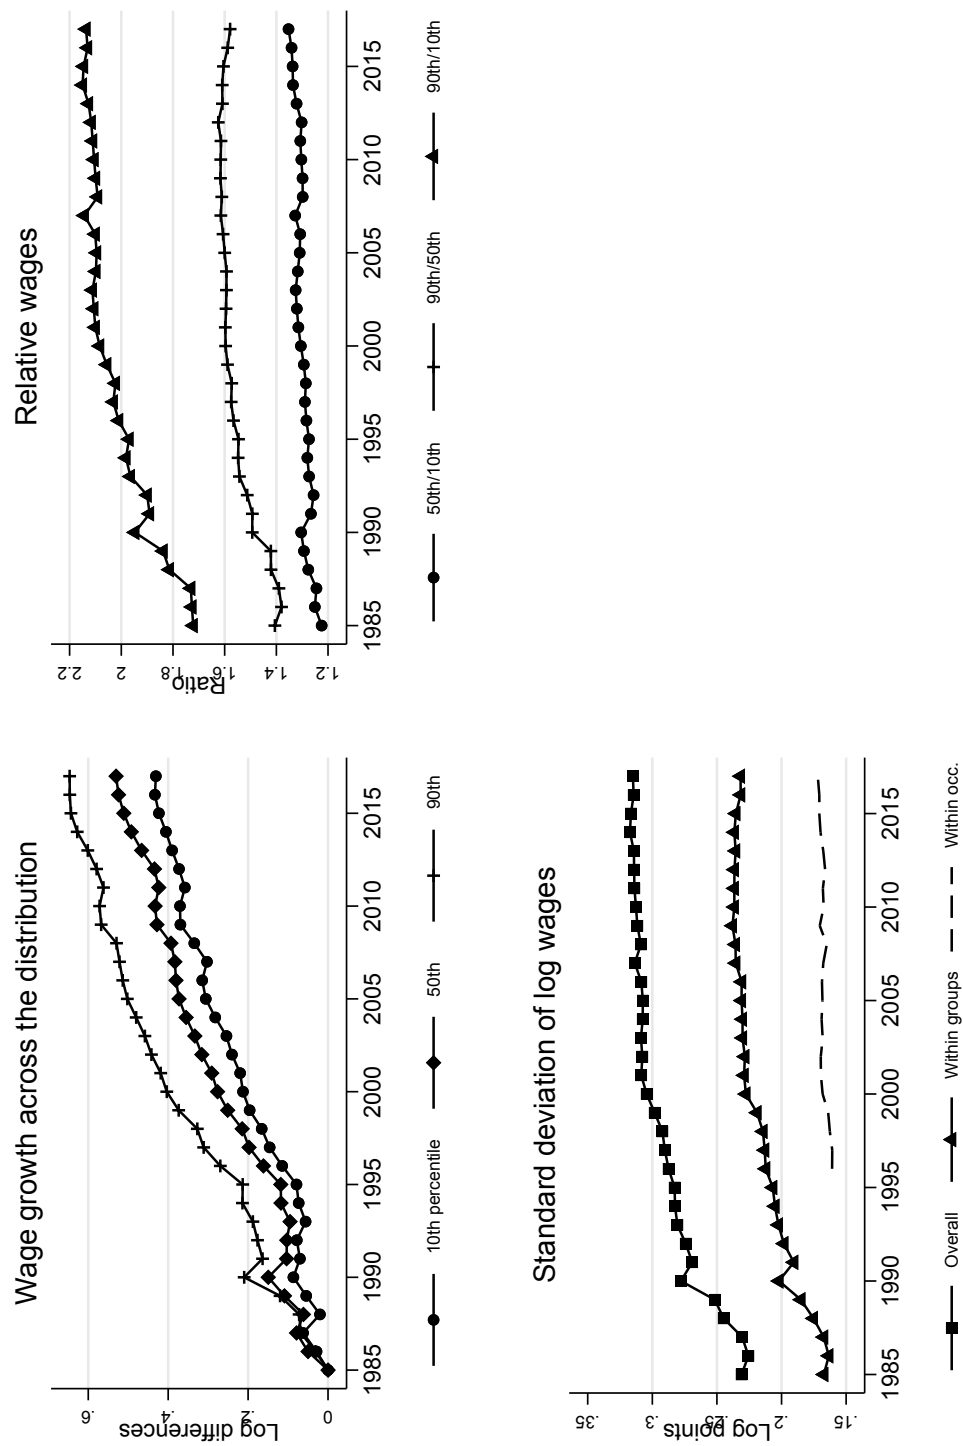 Wage growth across the distribution
Log differences
0
.2
.4
.6
1985
1990
1995
2000
2005
2010
2015
10th percentile
50th
90th
Relative wages
Ratio
1.2
1.4
1.6
1.8
2
2.2
1985
1990
1995
2000
2005
2010
2015
50th/10th
90th/50th
90th/10th
Standard deviation of log wages
Log points
.15
.2
.25
.3
.35
1985
1990
1995
2000
2005
2010
2015
Overall
Within groups
Within occ.